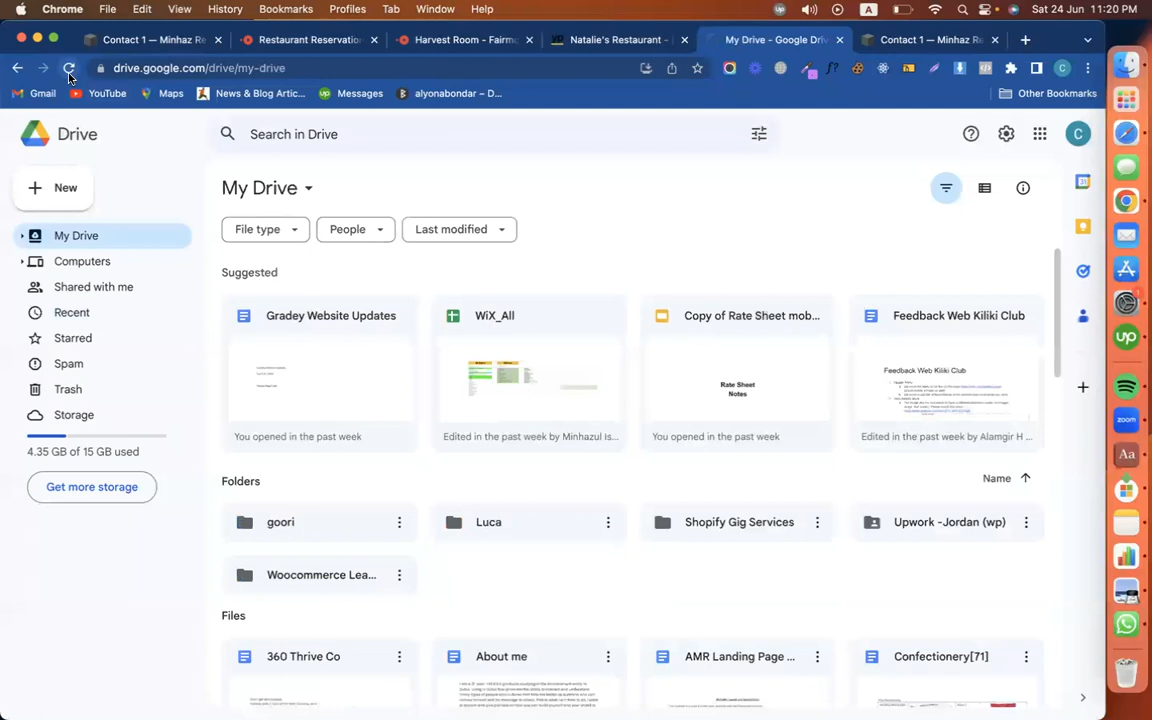 Chrome File Edit View History Bookmarks Profiles Tab Window Help A Sat 24 Jun 11:20 PM
Contact 1 — Minhaz Re Restaurant Reservatio Harvest Room - Fairm Natalie's Restaurant - My Drive - Google Driv Contact 1 — Minhaz Ra
drive.google.com/drive/my-drive
Gmail YouTube Maps News & Blog Artic... Messages alyonabondar – D... Other Bookmarks
Drive Search in Drive C
New
My Drive
File type People Last modified
My Drive
Computers
Shared with me
Recent
Starred
Spam
Trash
Storage
4.35 GB of 15 GB used
Get more storage
Suggested
Gradey Website Updates WiX_All Copy of Rate Sheet mob... Feedback Web Kiliki Club
Rate Sheet
Notes
Feedback Web Kiliki Club
You opened in the past week Edited in the past week by Minhazul Is... You opened in the past week Edited in the past week by Alamgir H ...
Folders Name
goori Luca Shopify Gig Services Upwork -Jordan (wp)
Woocommerce Lea...
Files
360 Thrive Co About me AMR Landing Page ... Confectionery[71]
up
zoom
Aa